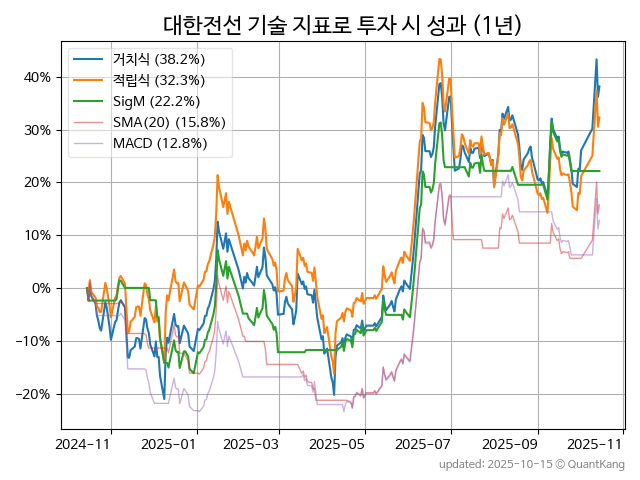 대한전선 기술 지표로 투자 시 성과 (1년)
거치식 (38.2%)
적립식 (32.3%)
SigM (22.2%)
SMA(20) (15.8%)
MACD (12.8%)
40%
30%
20%
10%
0%
−10%
−20%
2024-11 2025-01 2025-03 2025-05 2025-07 2025-09 2025-11
updated: 2025-10-15 © QuantKang